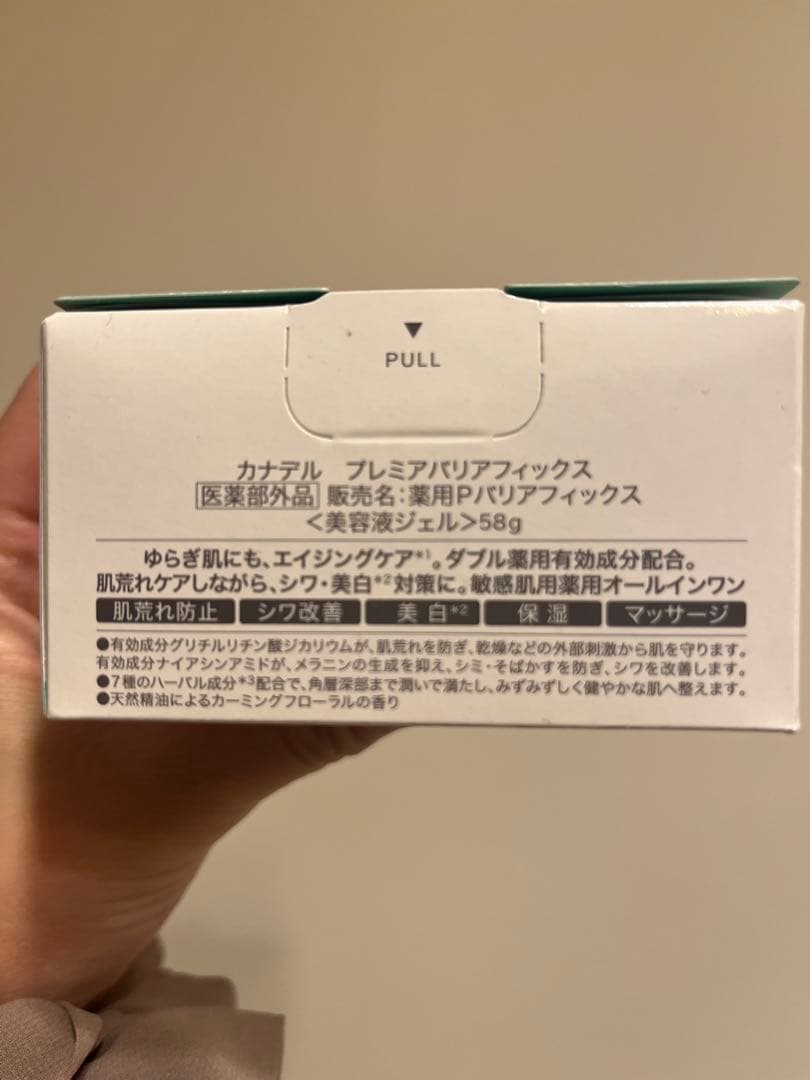 ▼
PULL
カナデル プレミアバリアフィックス
医薬部外品 販売名：薬用Pバリアフィックス
＜美容液ジェル＞58g
ゆらぎ肌にも、エイジングケア*1。ダブル薬用有効成分配合。
肌荒れケアしながら、シワ・美白*2対策に。敏感肌用薬用オールインワン
肌荒れ防止 シワ改善 美白*2 保湿 マッサージ
●有効成分グリチルリチン酸ジカリウムが、肌荒れを防ぎ、乾燥などの外部刺激から肌を守ります。
有効成分ナイアシンアミドが、メラニンの生成を抑え、シミ・そばかすを防ぎ、シワを改善します。
●7種のハーバル成分*3配合で、角層深部まで潤いで満たし、みずみずしく健やかな肌へ整えます。
●天然精油によるカーミングフローラルの香り